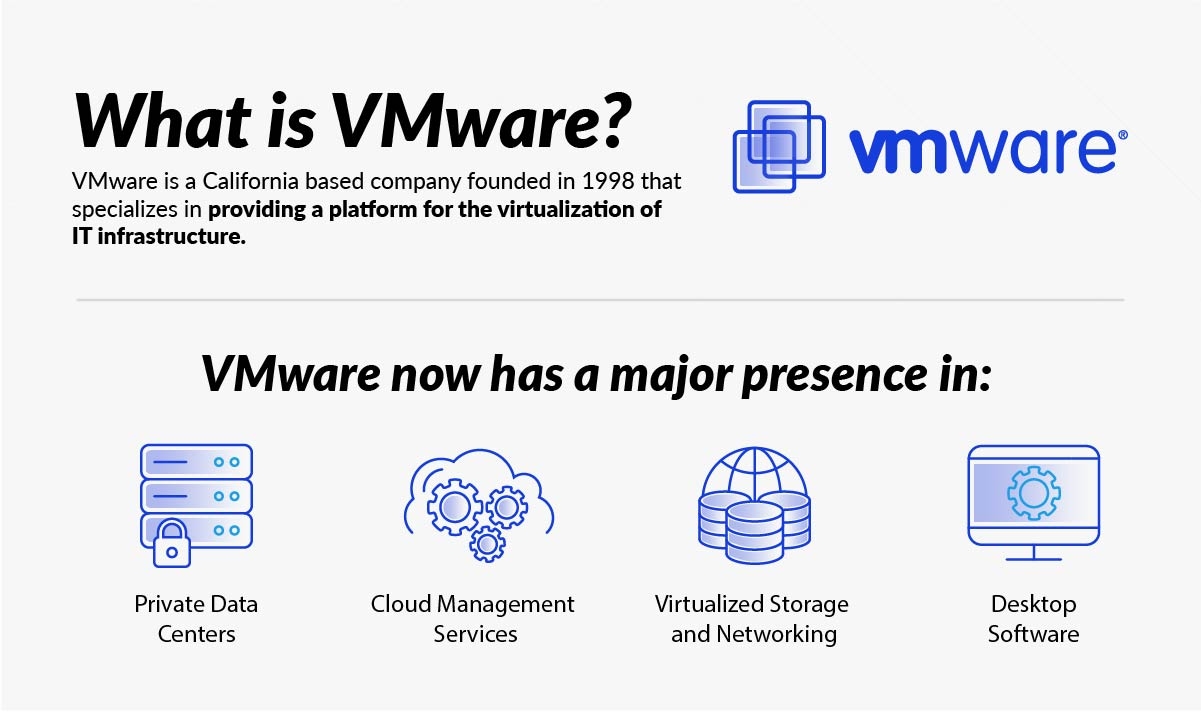 What is VMware?
vmware®
VMware is a California based company founded in 1998 that
specializes in providing a platform for the virtualization of
IT infrastructure.
VMware now has a major presence in:
Private Data
Centers
Cloud Management
Services
Virtualized Storage
and Networking
Desktop
Software